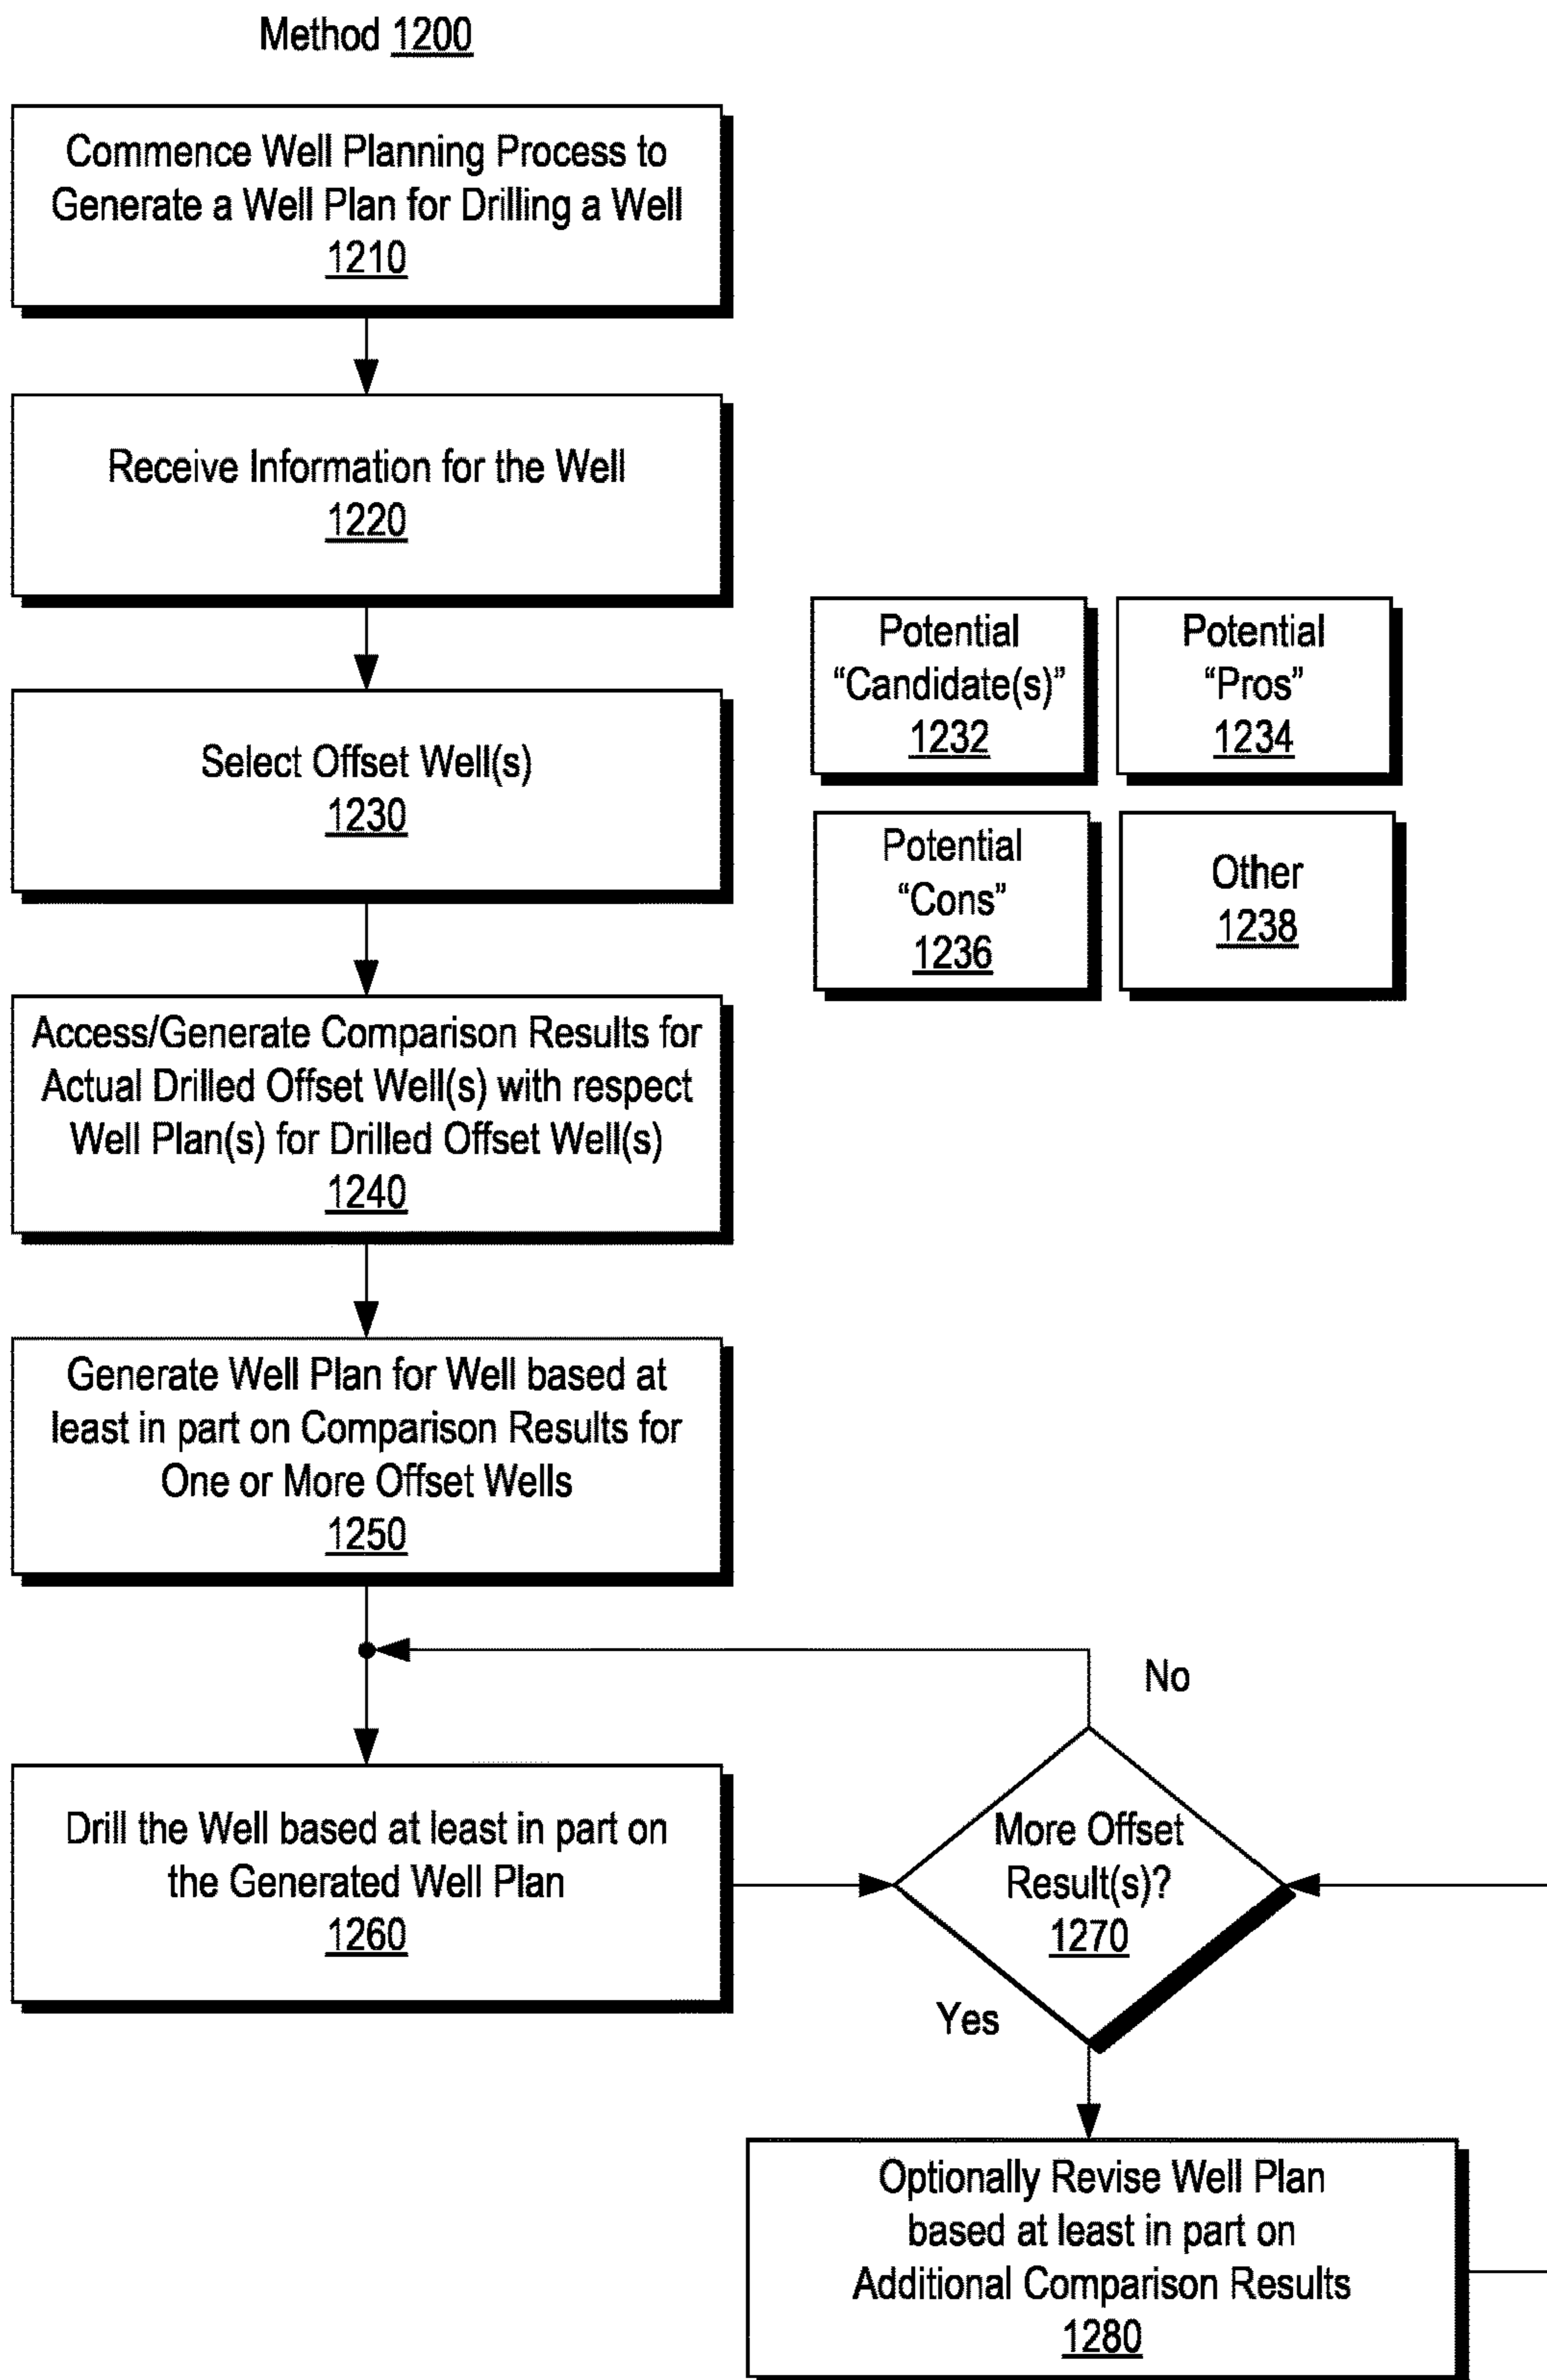 Method 1200
Commence Well Planning Process to
Generate a Well Plan for Drilling a Well
1210
Receive Information for the Well
1220
Select Offset Well(s)
1230
Potential
“Candidate(s)”
1232
Potential
“Pros”
1234
Potential
“Cons”
1236
Other
1238
Access/Generate Comparison Results for
Actual Drilled Offset Well(s) with respect
Well Plan(s) for Drilled Offset Well(s)
1240
Generate Well Plan for Well based at
least in part on Comparison Results for
One or More Offset Wells
1250
No
Drill the Well based at least in part on
the Generated Well Plan
1260
More Offset
Result(s)?
1270
Yes
Optionally Revise Well Plan
based at least in part on
Additional Comparison Results
1280